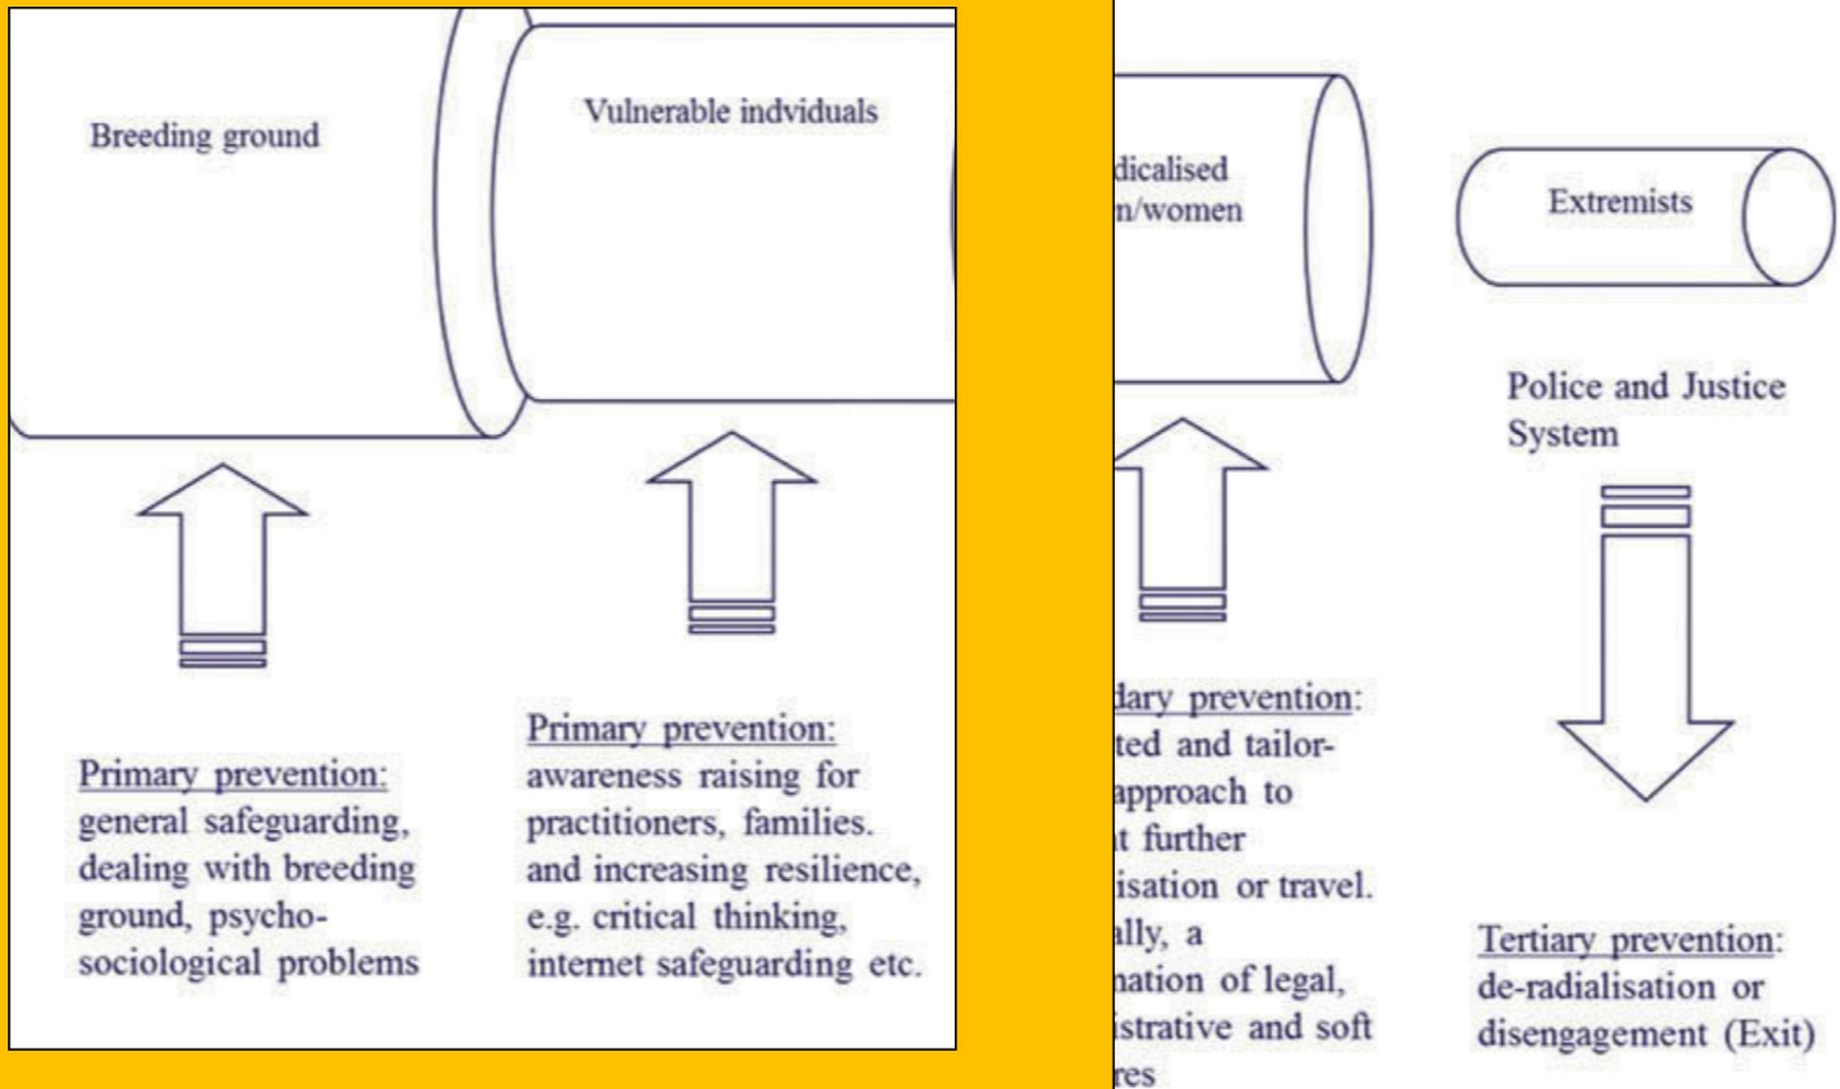 Breeding ground
Vulnerable indviduals
dicalised
n/women
Extremists
Police and Justice
System
Primary prevention:
general safeguarding,
dealing with breeding
ground, psycho-
sociological problems
Primary prevention:
awareness raising for
practitioners, families.
and increasing resilience,
e.g. critical thinking,
internet safeguarding etc.
dary prevention:
ted and tailor-
approach to
t further
isation or travel.
ally, a
nation of legal,
istrative and soft
res
Tertiary prevention:
de-radialisation or
disengagement (Exit)